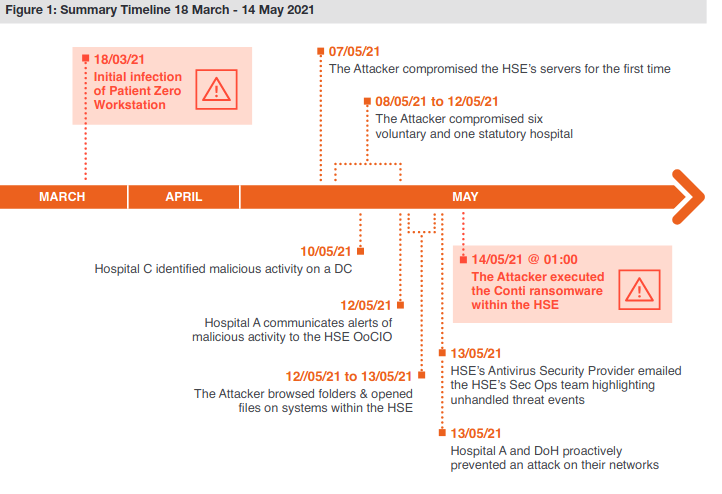 Figure 1: Summary Timeline 18 March - 14 May 2021
18/03/21
Initial infection
of Patient Zero
Workstation
07/05/21
The Attacker compromised the HSE's servers for the first time
08/05/21 to 12/05/21
The Attacker compromised six
voluntary and one statutory hospital
MARCH
APRIL
MAY
10/05/21
Hospital C identified malicious activity on a DC
12/05/21
Hospital A communicates alerts of
malicious activity to the HSE OoCIO
12//05/21 to 13/05/21
The Attacker browsed folders & opened
files on systems within the HSE
14/05/21 @ 01:00
The Attacker executed
the Conti ransomware
within the HSE
13/05/21
HSE's Antivirus Security Provider emailed
the HSE's Sec Ops team highlighting
unhandled threat events
13/05/21
Hospital A and DoH proactively
prevented an attack on their networks